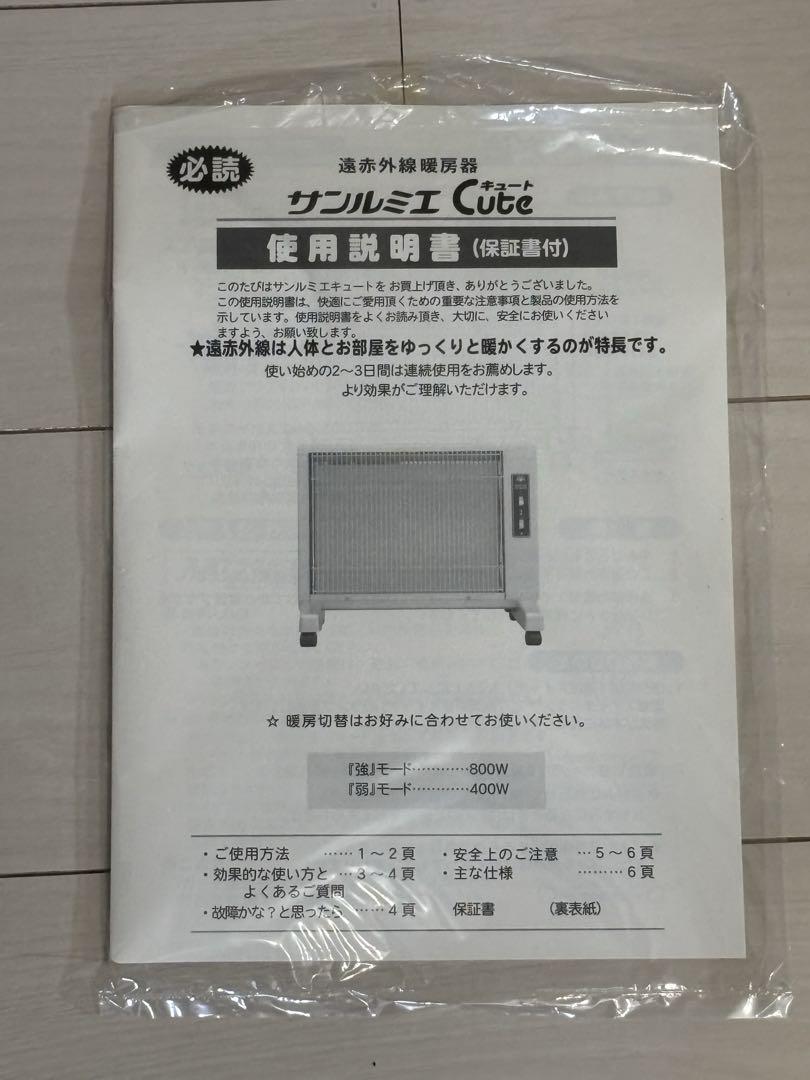 必読
遠赤外線暖房器
サンルミエ Cute キュート
使用説明書(保証書付)
このたびはサンルミエキュートを お買上げ頂き、ありがとうございました。
この使用説明書は、快適にご愛用頂くための重要な注意事項と製品の使用方法を
示しています。使用説明書をよくお読み頂き、大切に、安全にお使いください
ますよう、お願い致します。
★遠赤外線は人体とお部屋をゆっくりと暖かくするのが特長です。
使い始めの2〜3日間は連続使用をお薦めします。
より効果がご理解いただけます。
☆ 暖房切替はお好みに合わせてお使いください。
『強』モード…………800W
『弱』モード…………400W
・ご使用方法 ……1〜2頁
・効果的な使い方と …3〜4頁
よくあるご質問
・故障かな?と思ったら ……4頁
・安全上のご注意 …5〜6頁
・主な仕様 ………6頁
保証書 (裏表紙)